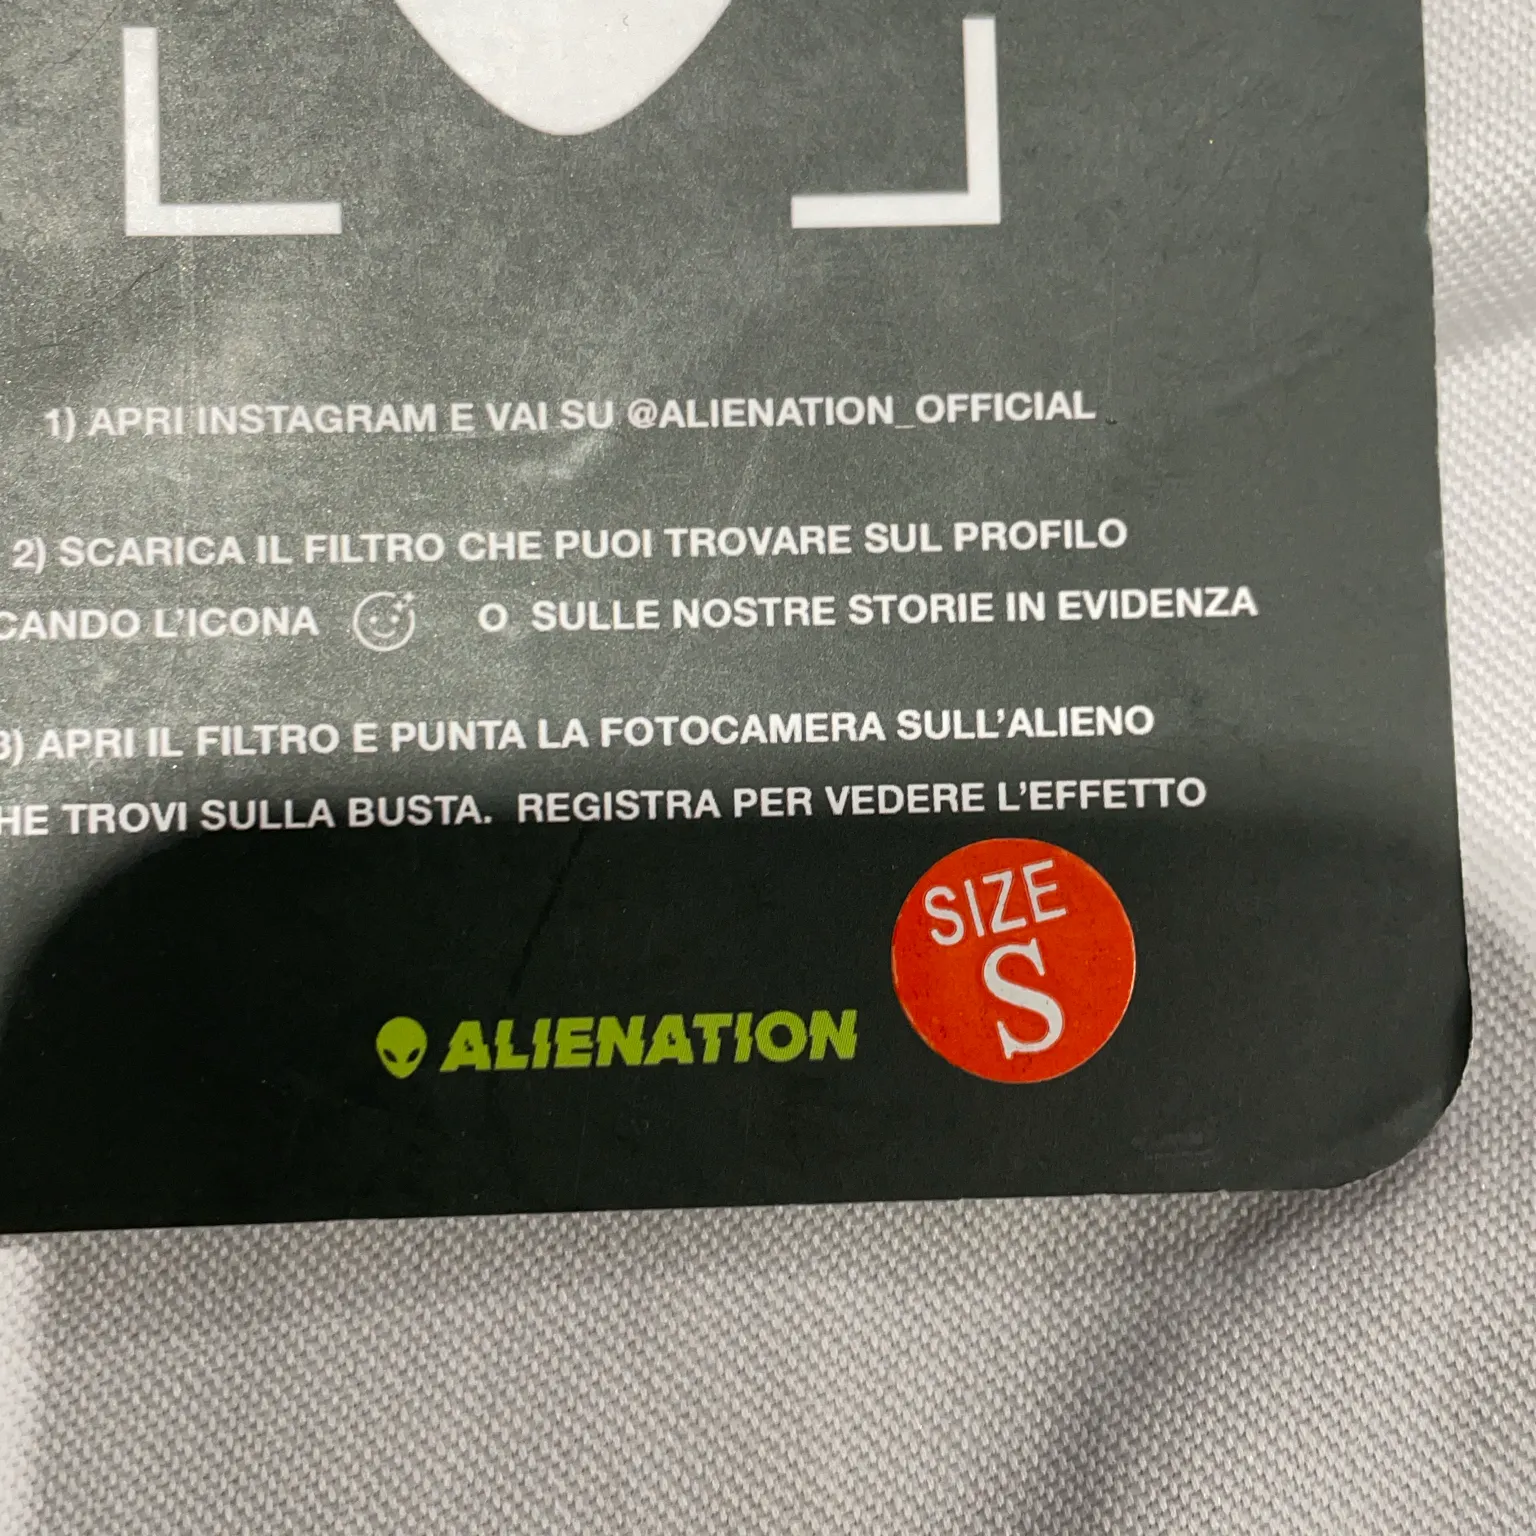 1) APRI INSTAGRAM E VAI SU @ALIENATION_OFFICIAL
2) SCARICA IL FILTRO CHE PUOI TROVARE SUL PROFILO
CANDO L'ICONA O SULLE NOSTRE STORIE IN EVIDENZA
3) APRI IL FILTRO E PUNTA LA FOTOCAMERA SULL'ALIENO
HE TROVI SULLA BUSTA. REGISTRA PER VEDERE L'EFFETTO
SIZE
S
ALIENATION